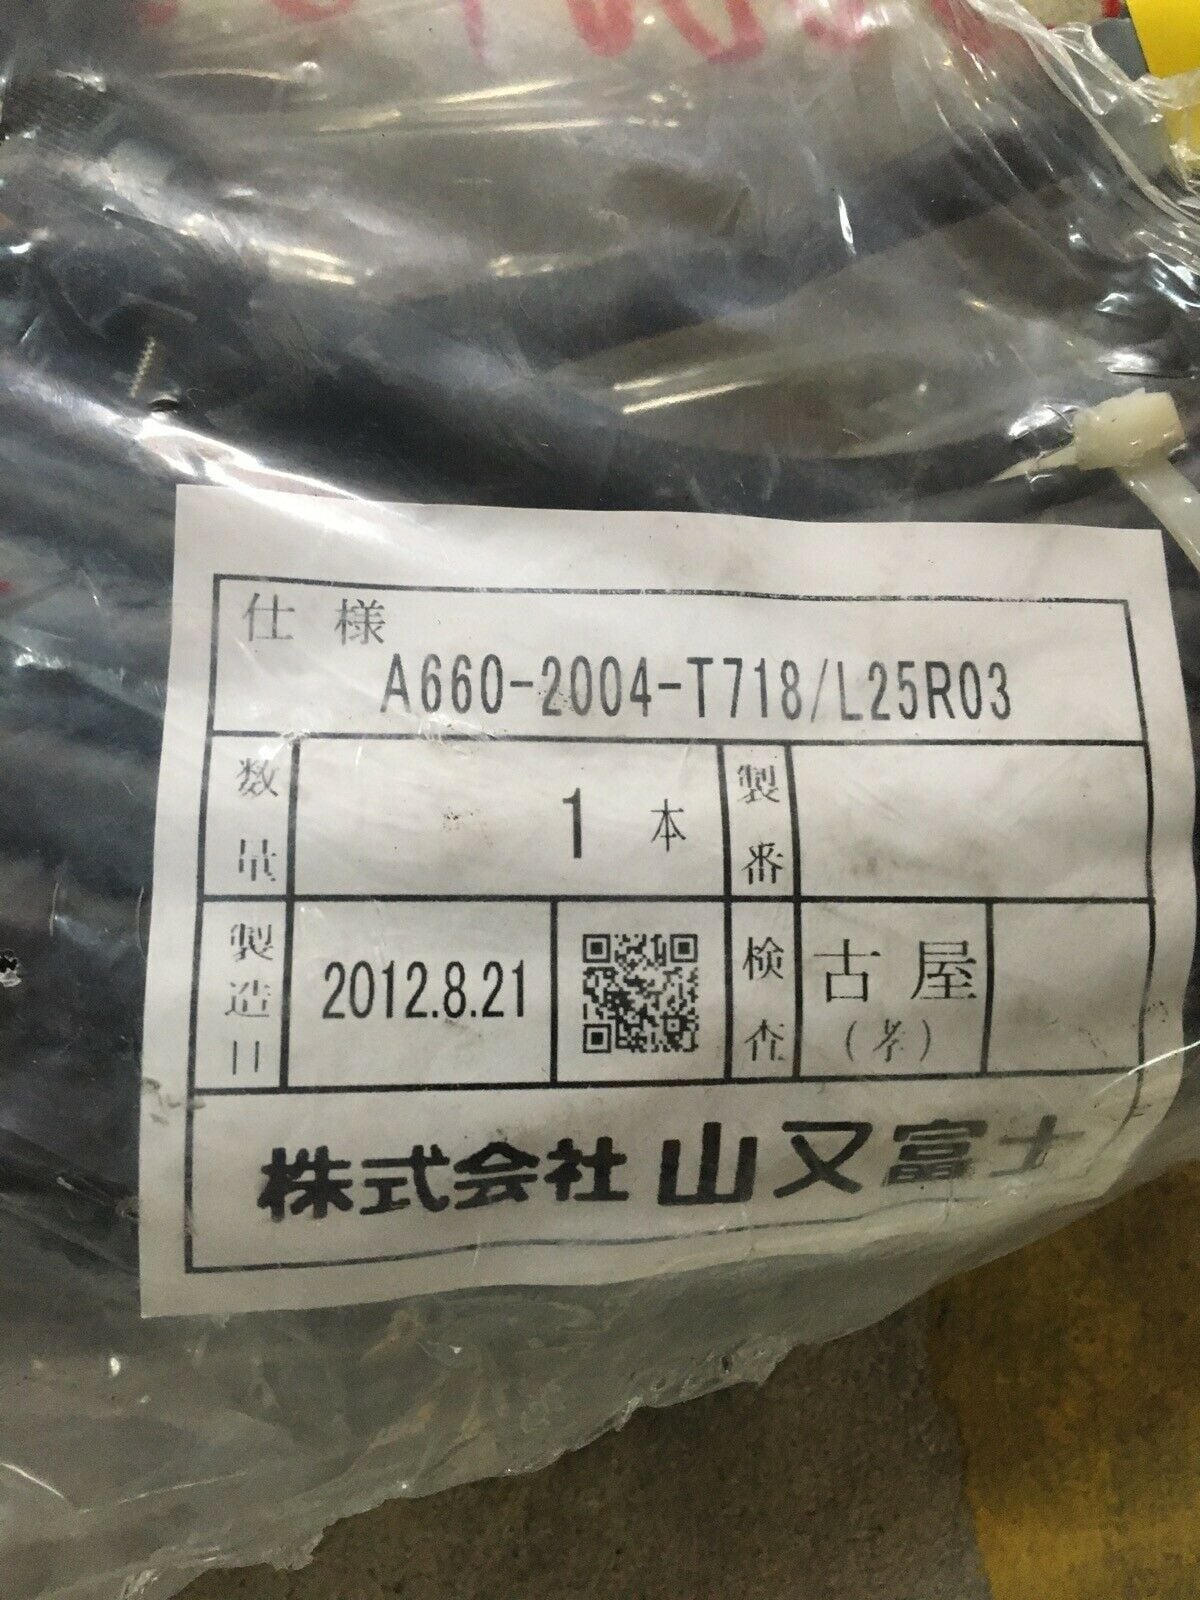 仕様
A660-2004-T718/L25R03
数量 1 本 製番
製造日 2012.8.21 検査 古屋 (孝)
株式会社 山又富士